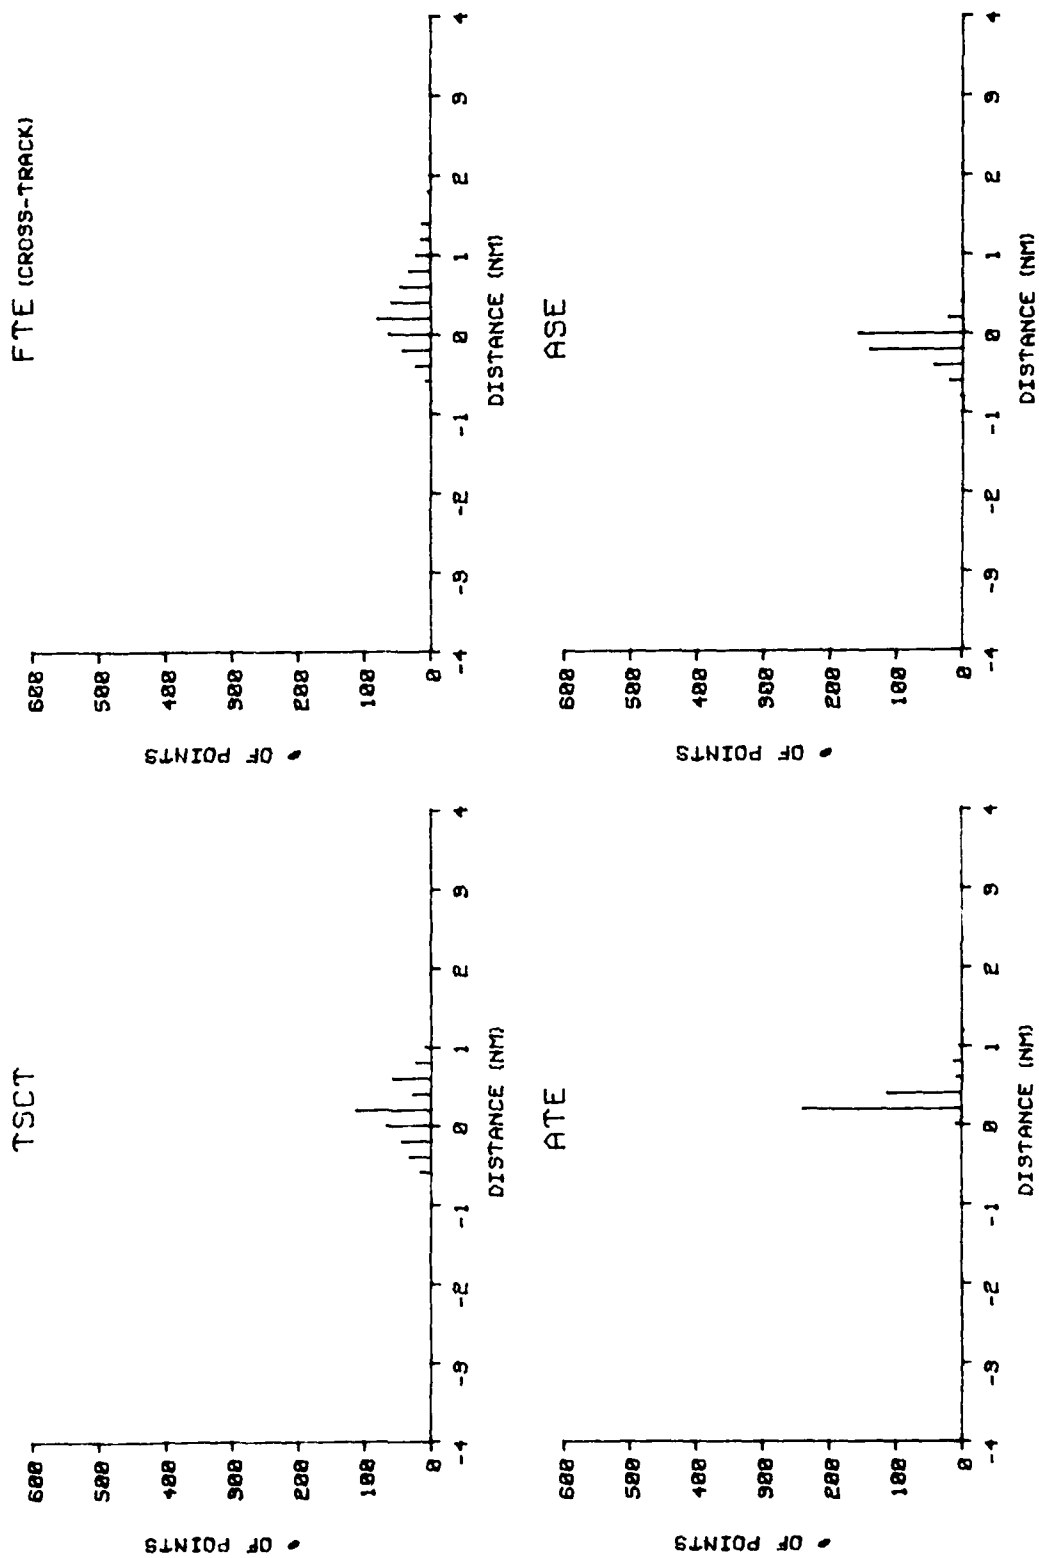 TSCT
# OF POINTS
600
500
400
300
200
100
0
-4 -3 -2 -1 0 1 2 3 4
DISTANCE (NM)
FTE (CROSS-TRACK)
# OF POINTS
600
500
400
300
200
100
0
-4 -3 -2 -1 0 1 2 3 4
DISTANCE (NM)
ATE
# OF POINTS
600
500
400
300
200
100
0
-4 -3 -2 -1 0 1 2 3 4
DISTANCE (NM)
ASE
# OF POINTS
600
500
400
300
200
100
0
-4 -3 -2 -1 0 1 2 3 4
DISTANCE (NM)